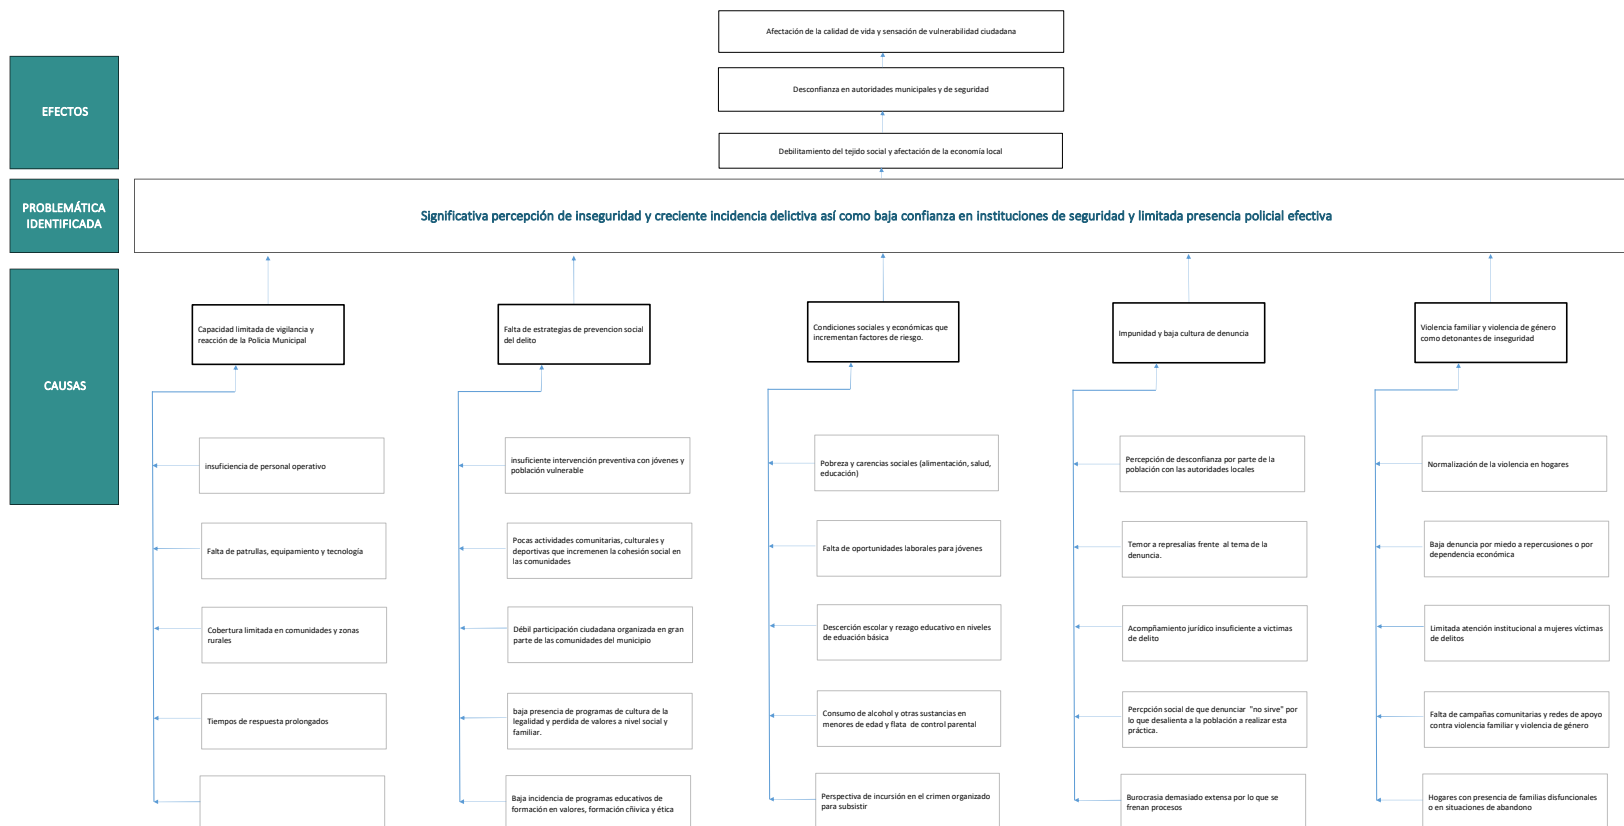 Afectación de la calidad de vida y sensación de vulnerabilidad ciudadana
EFECTOS
Desconfianza en autoridades municipales y de seguridad
Debilitamiento del tejido social y afectación de la economía local
PROBLEMÁTICA
IDENTIFICADA
Significativa percepción de inseguridad y creciente incidencia delictiva así como baja confianza en instituciones de seguridad y limitada presencia policial efectiva
CAUSAS
Capacidad limitada de vigilancia y
reacción de la Policia Municipal
insuficiencia de personal operativo
Falta de patrullas, equipamiento y tecnología
Cobertura limitada en comunidades y zonas
rurales
Tiempos de respuesta prolongados
Falta de estrategias de prevencion social
del delito
insuficiente intervención preventiva con jóvenes y
población vulnerable
Pocas actividades comunitarias, culturales y
deportivas que incremenen la cohesión social en
las comunidades
Débil participación ciudadana organizada en gran
parte de las comunidades del municipio
baja presencia de programas de cultura de la
legalidad y perdida de valores a nivel social y
familiar.
Baja incidencia de programas educativos de
formación en valores, formación cñivica y ética
Condiciones sociales y económicas que
incrementan factores de riesgo.
Pobreza y carencias sociales (alimentación, salud,
educación)
Falta de oportunidades laborales para jóvenes
Descerción escolar y rezago educativo en niveles
de eduación básica
Consumo de alcohol y otras sustancias en
menores de edad y flata de control parental
Perspectiva de incursión en el crimen organizado
para subsistir
Impunidad y baja cultura de denuncia
Percepción de desconfianza por parte de la
población con las autoridades locales
Temor a represalias frente al tema de la
denuncia.
Acompñamiento jurídico insuficiente a victimas
de delito
Percpción social de que denunciar "no sirve" por
lo que desalienta a la población a realizar esta
práctica.
Burocrasia demasiado extensa por lo que se
frenan procesos
Violencia familiar y violencia de género
como detonantes de inseguridad
Normalización de la violencia en hogares
Baja denuncia por miedo a repercusiones o por
dependencia económica
Limitada atención institucional a mujeres víctimas
de delitos
Falta de campañas comunitarias y redes de apoyo
contra violencia familiar y violencia de género
Hogares con presencia de familias disfuncionales
o en situaciones de abandono